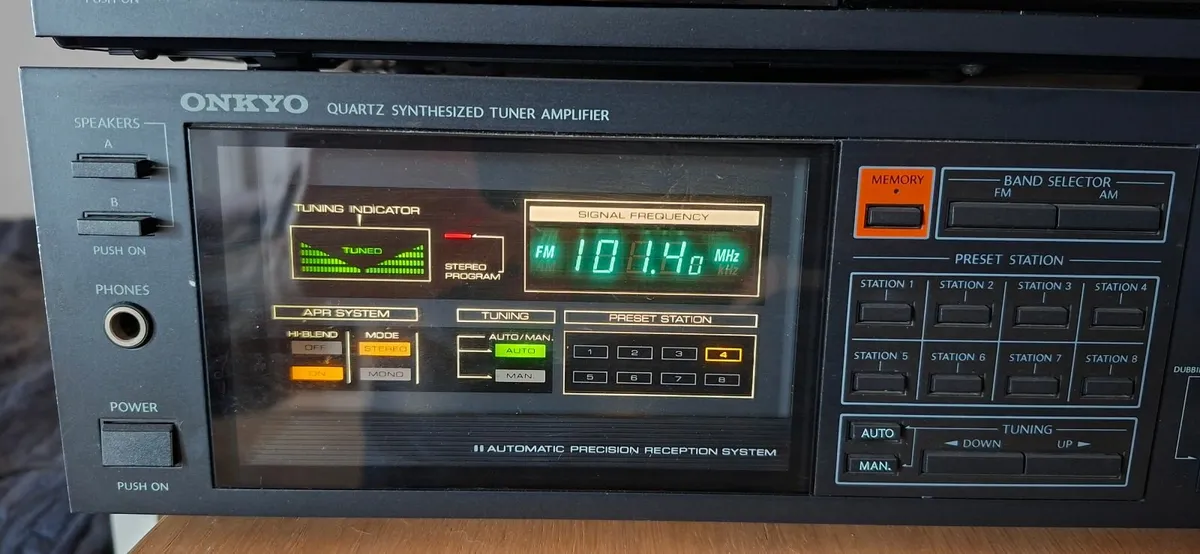 PUSH ON
ONKYO QUARTZ SYNTHESIZED TUNER AMPLIFIER
SPEAKERS
A
B
PUSH ON
PHONES
POWER
PUSH ON
TUNING INDICATOR
TUNED
STEREO
PROGRAM
SIGNAL FREQUENCY
FM 101.40 MHz
kHz
APR SYSTEM
HI-BLEND MODE
OFF STEREO
ON MONO
TUNING
AUTO/MAN.
AUTO
MAN.
PRESET STATION
1 2 3 4
5 6 7 8
AUTOMATIC PRECISION RECEPTION SYSTEM
MEMORY
BAND SELECTOR
FM AM
PRESET STATION
STATION 1 STATION 2 STATION 3 STATION 4
STATION 5 STATION 6 STATION 7 STATION 8
AUTO
MAN.
TUNING
◄ DOWN UP ►